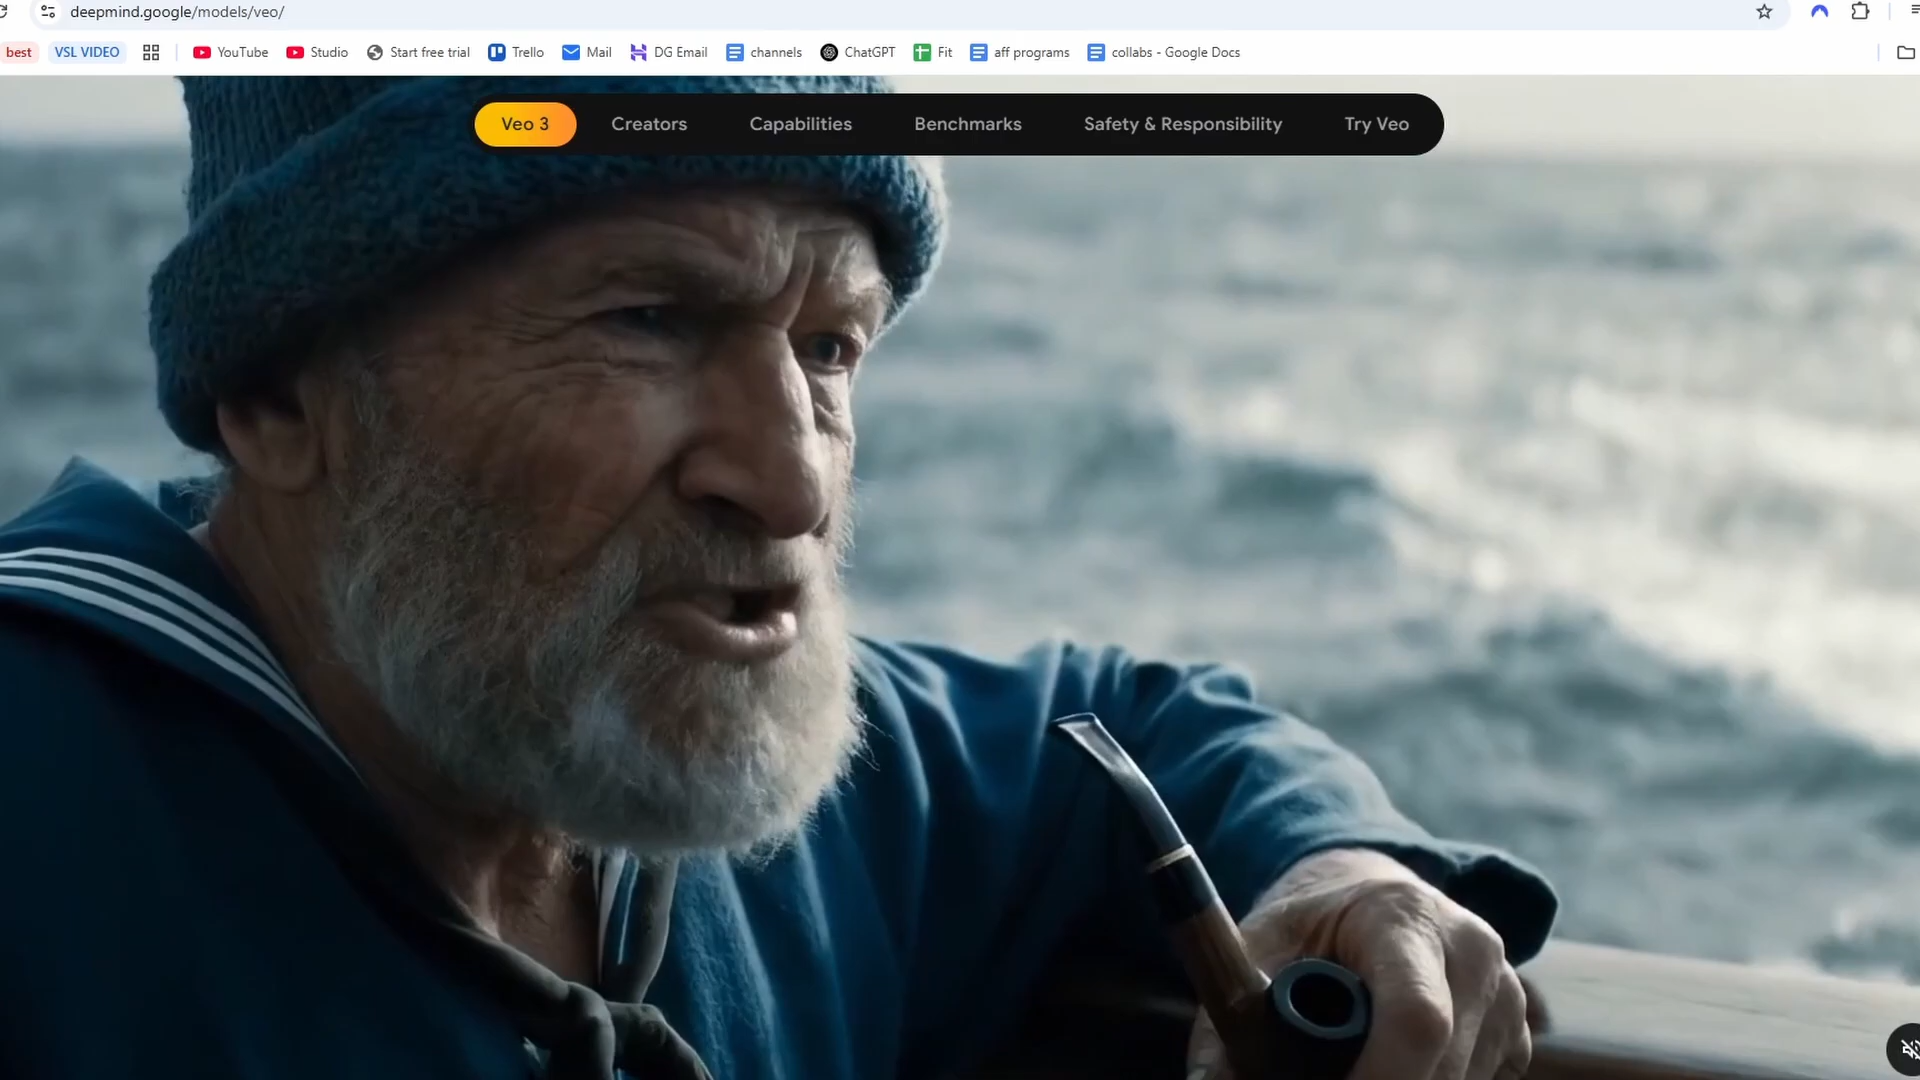 deepmind.google/models/veo/
best VSL VIDEO YouTube Studio Start free trial Trello Mail DG Email channels ChatGPT Fit aff programs collabs - Google Docs
Veo 3 Creators Capabilities Benchmarks Safety & Responsibility Try Veo